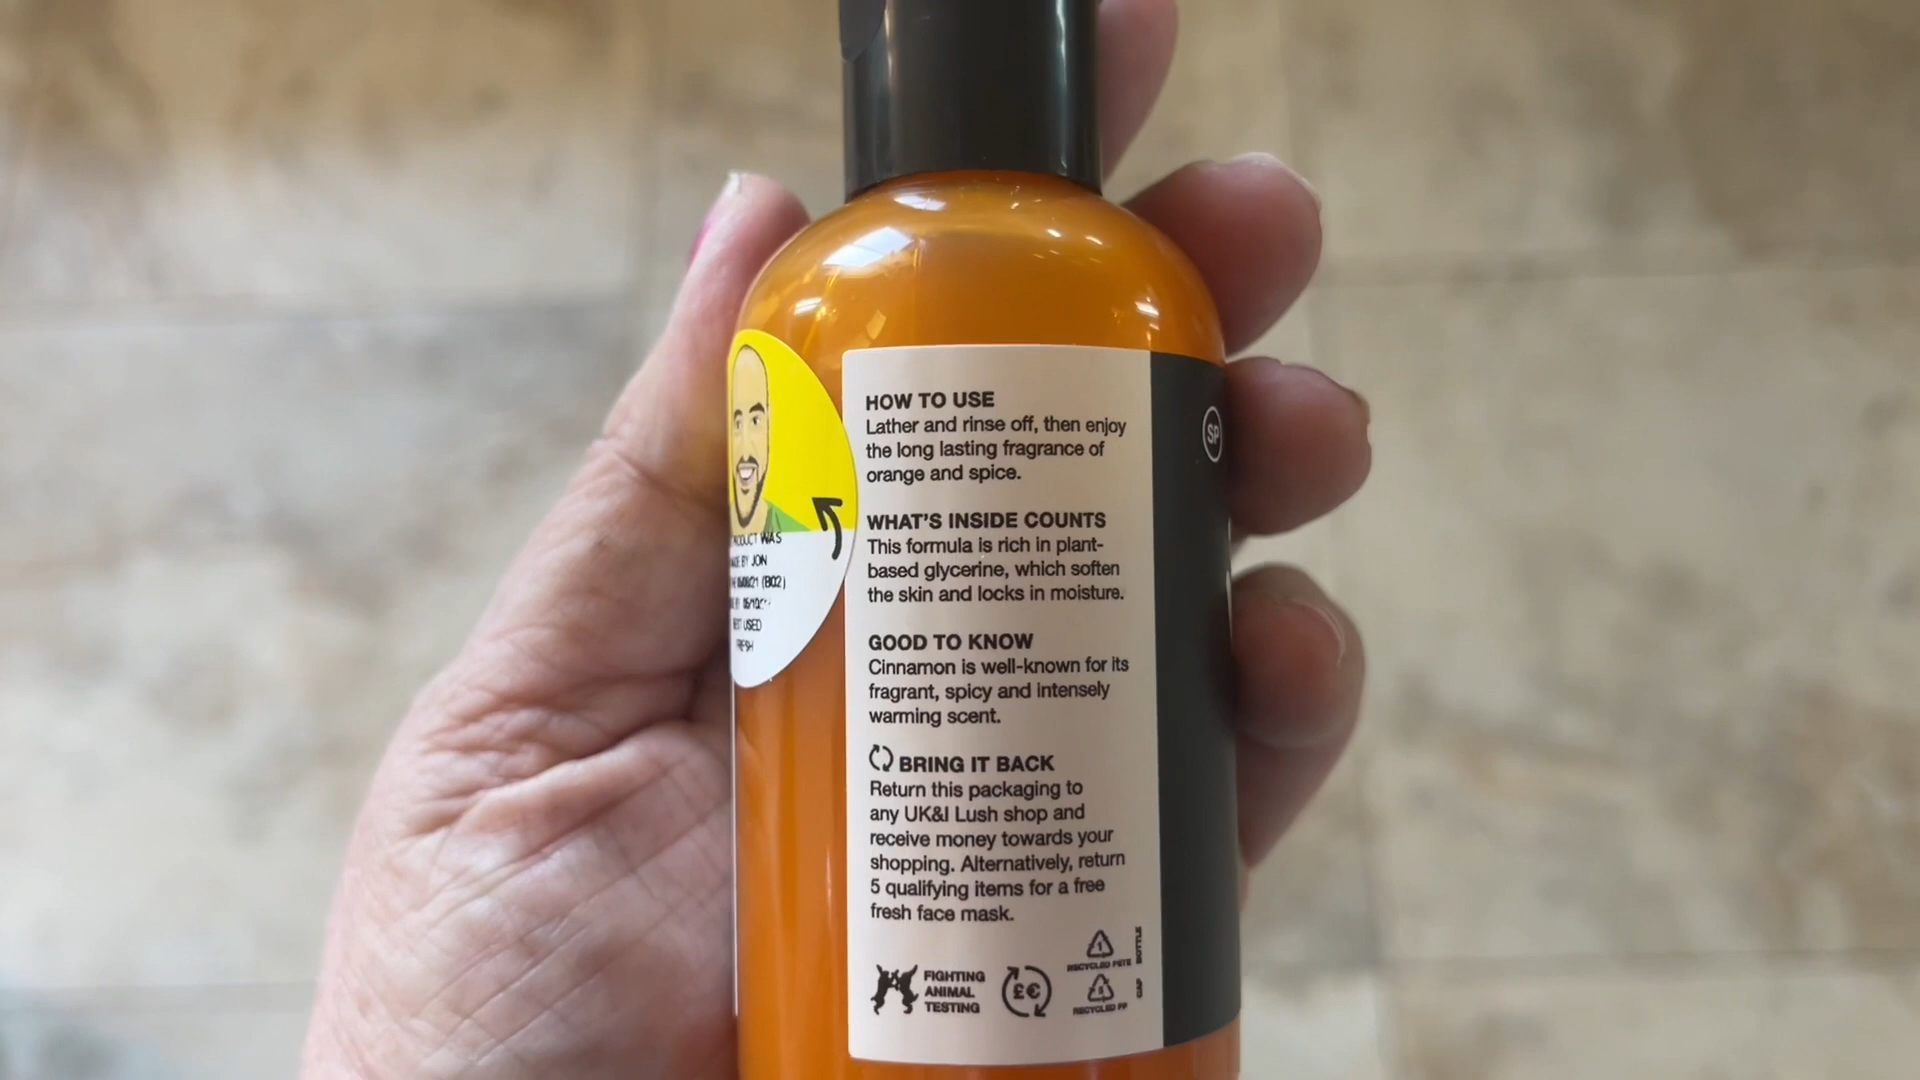 HOW TO USE
Lather and rinse off, then enjoy
the long lasting fragrance of
orange and spice.
WHAT'S INSIDE COUNTS
This formula is rich in plant-
based glycerine, which soften
the skin and locks in moisture.
GOOD TO KNOW
Cinnamon is well-known for its
fragrant, spicy and intensely
warming scent.
BRING IT BACK
Return this packaging to
any UK&I Lush shop and
receive money towards your
shopping. Alternatively, return
5 qualifying items for a free
fresh face mask.
FIGHTING
ANIMAL
TESTING
£€
1
RECYCLED PETE
BOTTLE
5
RECYCLED PP
CAP
SP
WAS
BY JON
(B02)
USED